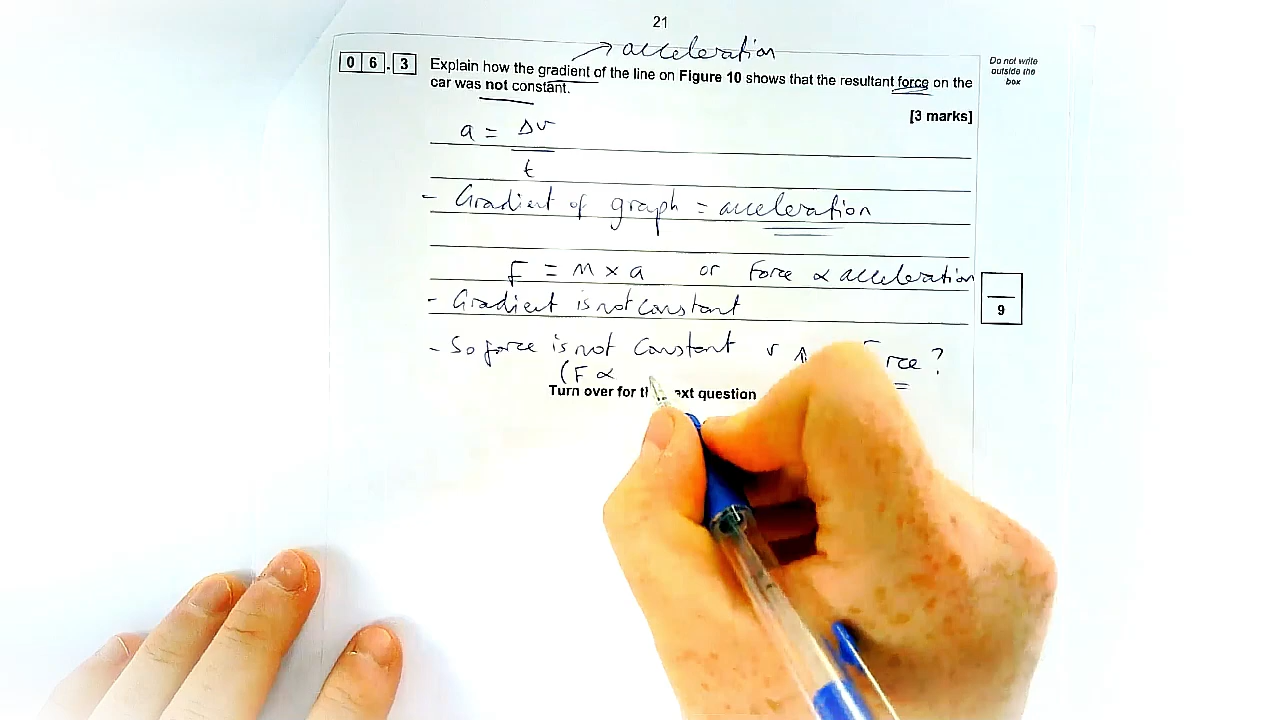 21
→ acceleration
0 6 . 3 Explain how the gradient of the line on Figure 10 shows that the resultant force on the
car was not constant.
Do not write
outside the
box
[3 marks]
a = Δv
t
- Gradient of graph = acceleration
F = m × a or Force ∝ acceleration
- Gradient is not constant
9
- So force is not constant
(F ∝
Turn over for question